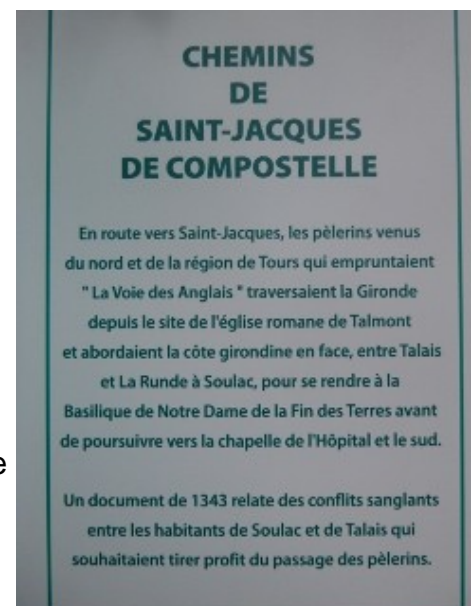 CHEMINS
DE
SAINT-JACQUES
DE COMPOSTELLE
En route vers Saint-Jacques, les pèlerins venus
du nord et de la région de Tours qui empruntaient
" La Voie des Anglais " traversaient la Gironde
depuis le site de l'église romane de Talmont
et abordaient la côte girondine en face, entre Talais
et La Runde à Soulac, pour se rendre à la
Basilique de Notre Dame de la Fin des Terres avant
de poursuivre vers la chapelle de l'Hôpital et le sud.
Un document de 1343 relate des conflits sanglants
entre les habitants de Soulac et de Talais qui
souhaitaient tirer profit du passage des pèlerins.